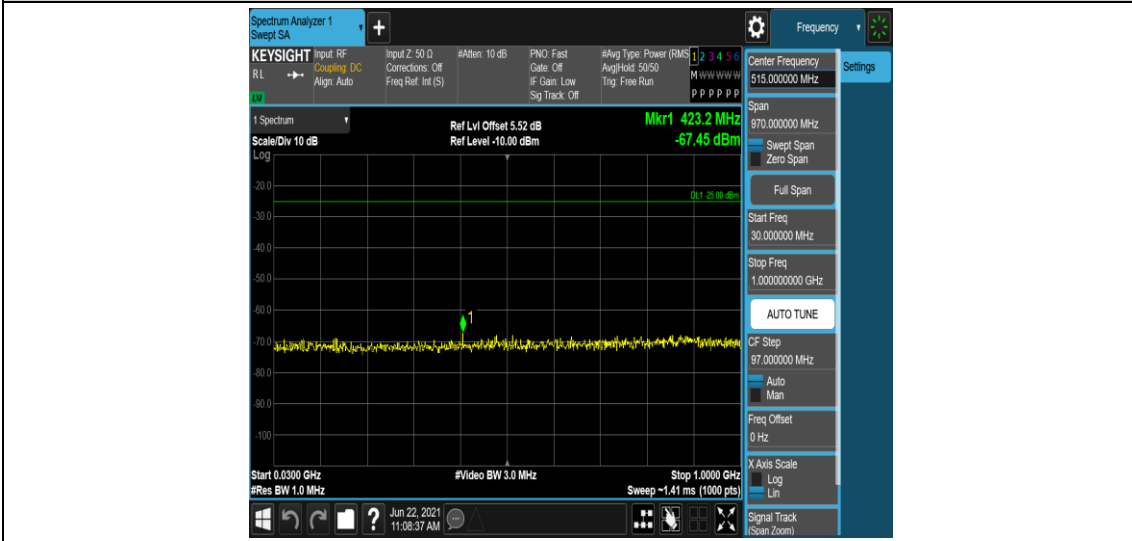 Spectrum Analyzer 1
Swept SA
+
Frequency
KEYSIGHT
RL
LXI
Input: RF
Coupling: DC
Align: Auto
Input Z: 50 Ω
Corrections: Off
Freq Ref: Int (S)
#Atten: 10 dB
PNO: Fast
Gate: Off
IF Gain: Low
Sig Track: Off
#Avg Type: Power (RMS
Avg|Hold: 50/50
Trig: Free Run
1 2 3 4 5 6
M W W W W W
P P P P P P
1 Spectrum
Scale/Div 10 dB
Ref Lvl Offset 5.52 dB
Ref Level -10.00 dBm
Mkr1 423.2 MHz
-67.45 dBm
Log
-20.0
DL1 -25.00 dBm
-30.0
-40.0
-50.0
-60.0
1
-70.0
-80.0
-90.0
-100
Start 0.0300 GHz
#Res BW 1.0 MHz
#Video BW 3.0 MHz
Stop 1.0000 GHz
Sweep ~1.41 ms (1000 pts)
Center Frequency
515.000000 MHz
Settings
Span
970.000000 MHz
Swept Span
Zero Span
Full Span
Start Freq
30.000000 MHz
Stop Freq
1.000000000 GHz
AUTO TUNE
CF Step
97.000000 MHz
Auto
Man
Freq Offset
0 Hz
X Axis Scale
Log
Lin
Signal Track
(Span Zoom)
?
Jun 22, 2021
11:08:37 AM